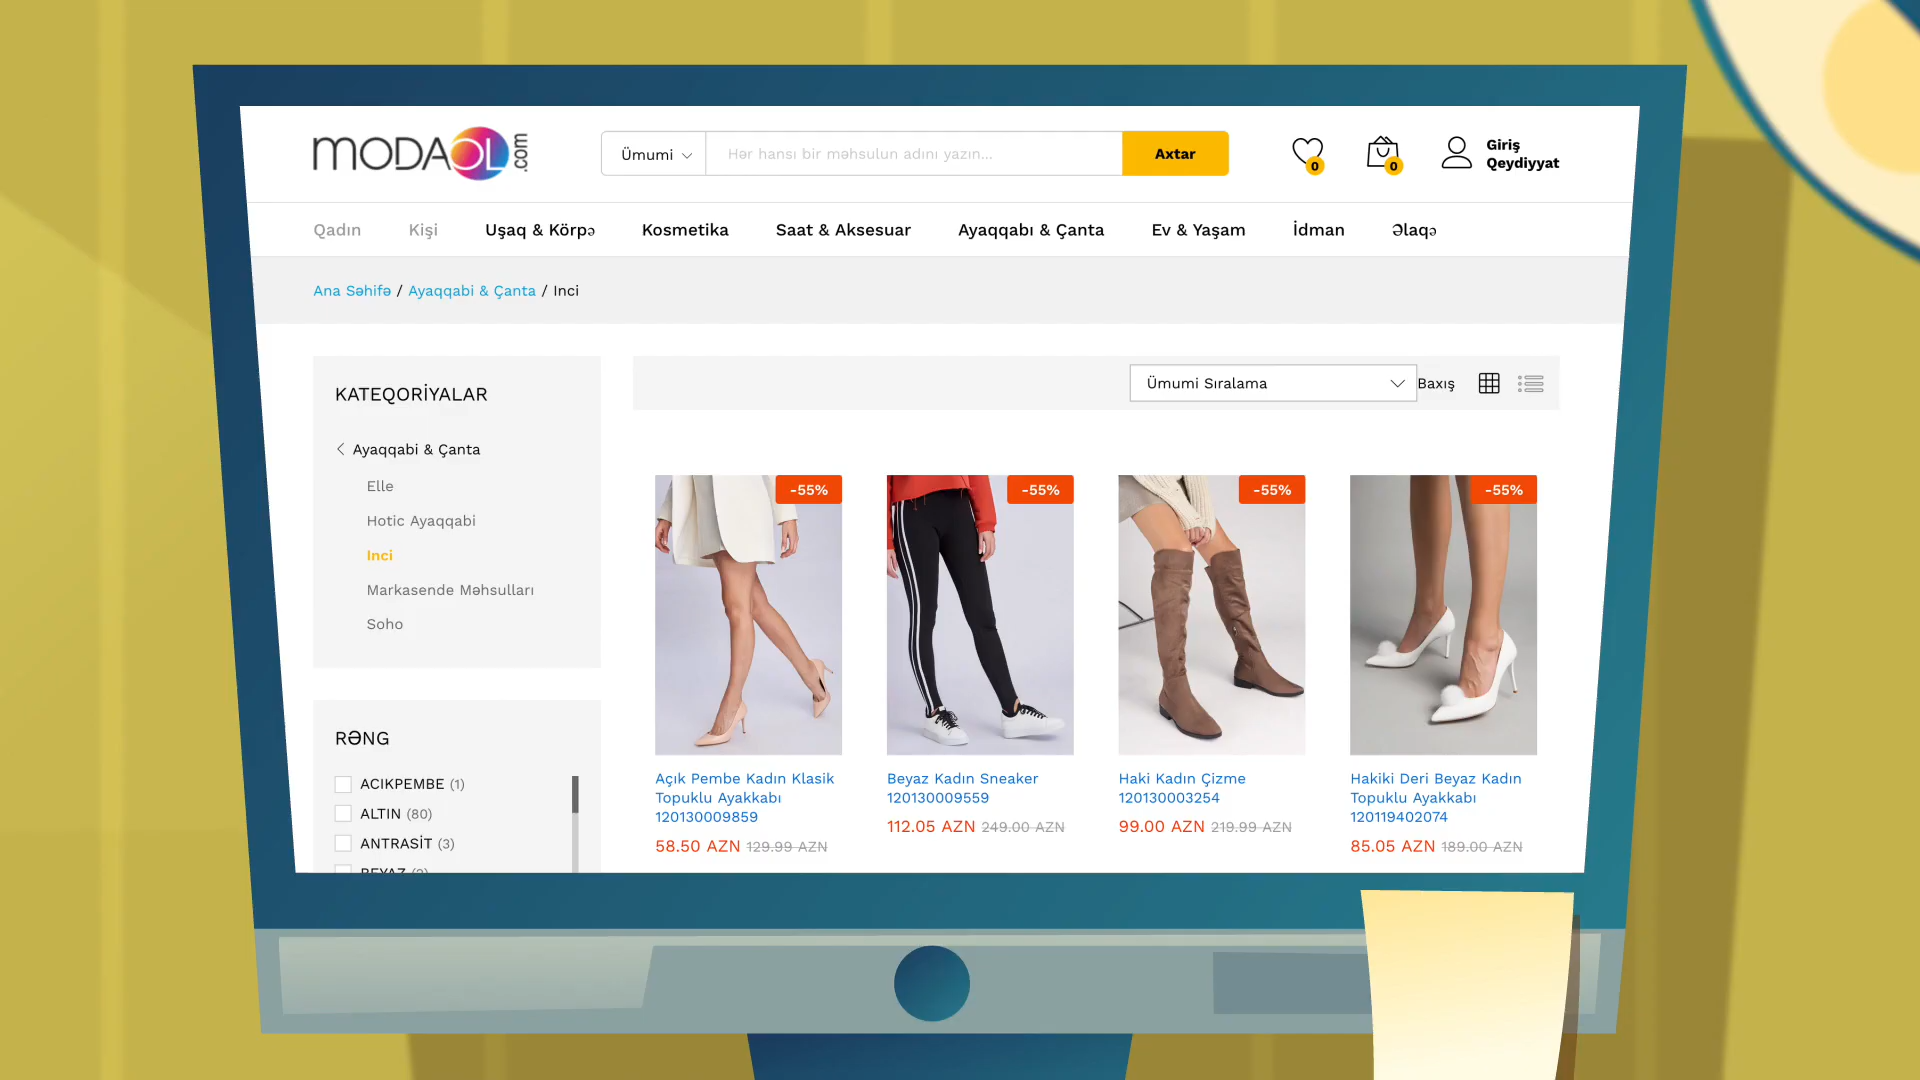 MODAOL.com
Ümumi
Hər hansı bir məhsulun adını yazın...
Axtar
0
0
Giriş
Qeydiyyat
Qadın
Kişi
Uşaq & Körpə
Kosmetika
Saat & Aksesuar
Ayaqqabı & Çanta
Ev & Yaşam
İdman
Əlaqə
Ana Səhifə / Ayaqqabi & Çanta / Inci
KATEQORİYALAR
Ayaqqabi & Çanta
Elle
Hotic Ayaqqabi
Inci
Markasende Məhsulları
Soho
RƏNG
ACIKPEMBE (1)
ALTIN (80)
ANTRASİT (3)
Ümumi Sıralama
Baxış
-55%
-55%
-55%
-55%
Açık Pembe Kadın Klasik
Topuklu Ayakkabı
120130009859
58.50 AZN 129.99 AZN
Beyaz Kadın Sneaker
120130009559
112.05 AZN 249.00 AZN
Haki Kadın Çizme
120130003254
99.00 AZN 219.99 AZN
Hakiki Deri Beyaz Kadın
Topuklu Ayakkabı
120119402074
85.05 AZN 189.00 AZN